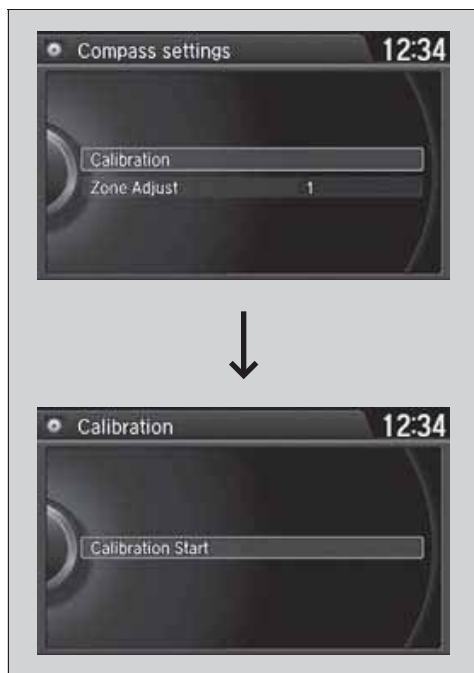 Compass settings
12:34
Calibration
Zone Adjust 1
Calibration
12:34
Calibration Start